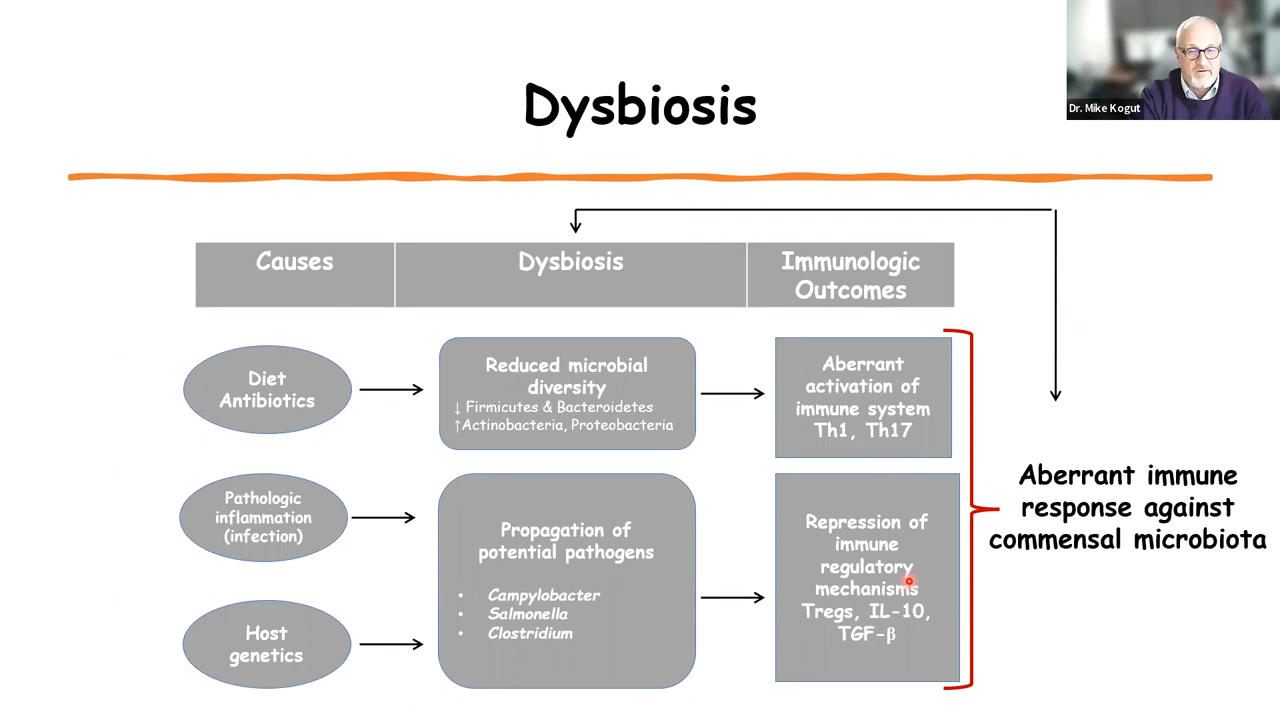 Dr. Mike Kogut
Dysbiosis
Causes
Dysbiosis
Immunologic
Outcomes
Diet
Antibiotics
Reduced microbial
diversity
↓ Firmicutes & Bacteroidetes
↑Actinobacteria, Proteobacteria
Aberrant
activation of
immune system
Th1, Th17
Pathologic
inflammation
(infection)
Propagation of
potential pathogens
• Campylobacter
• Salmonella
• Clostridium
Repression of
immune
regulatory
mechanisms
Tregs, IL-10,
TGF-β
Host
genetics
Aberrant immune
response against
commensal microbiota